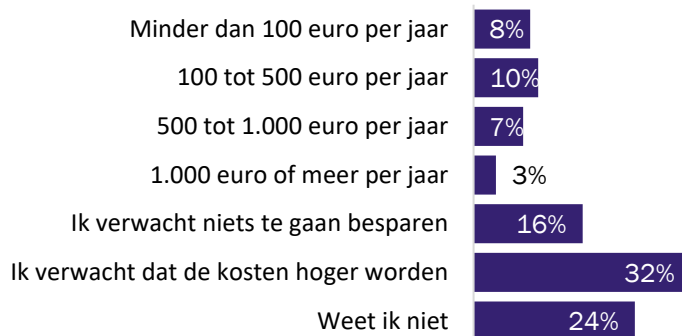 Minder dan 100 euro per jaar 8%
100 tot 500 euro per jaar 10%
500 tot 1.000 euro per jaar 7%
1.000 euro of meer per jaar 3%
Ik verwacht niets te gaan besparen 16%
Ik verwacht dat de kosten hoger worden 32%
Weet ik niet 24%